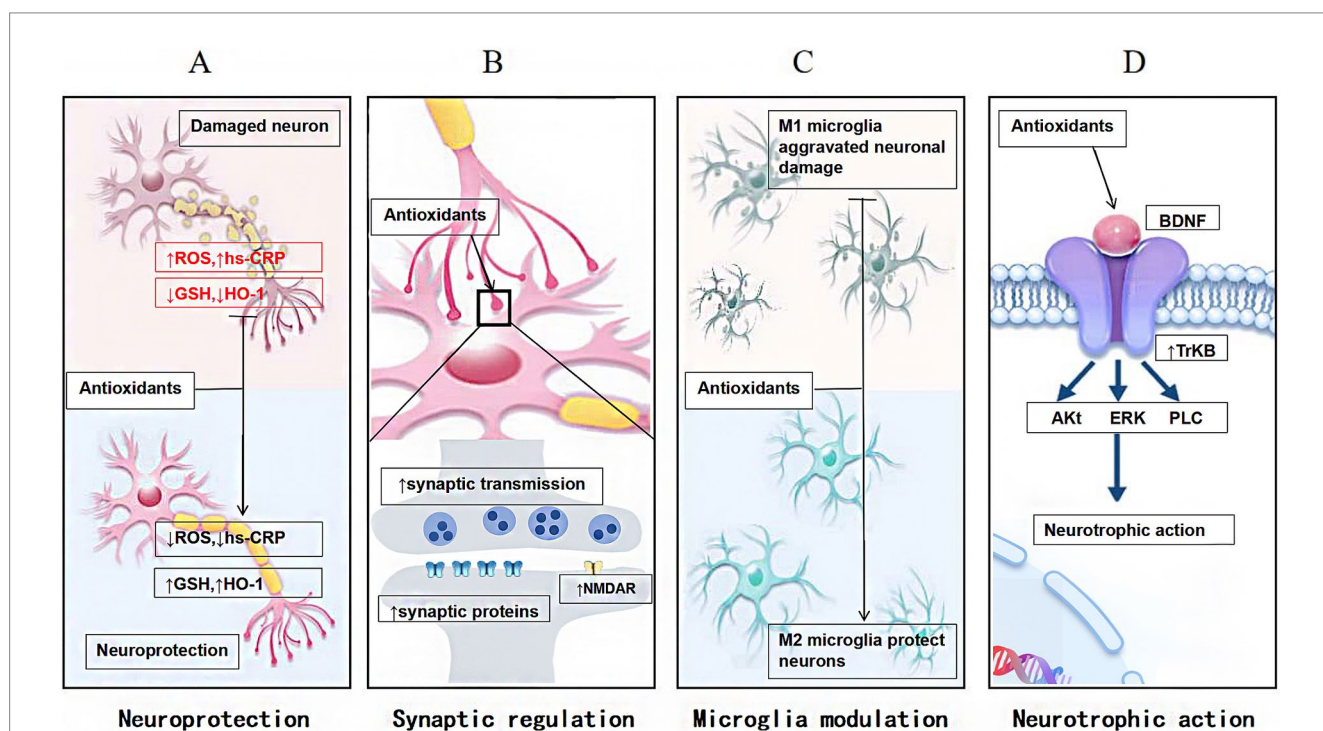 A
B
C
D
Damaged neuron
↑ROS,↑hs-CRP
↓GSH,↓HO-1
Antioxidants
↓ROS,↓hs-CRP
↑GSH,↑HO-1
Neuroprotection
Neuroprotection
Antioxidants
↑synaptic transmission
↑NMDAR
↑synaptic proteins
Synaptic regulation
M1 microglia
aggravated neuronal
damage
Antioxidants
M2 microglia protect
neurons
Microglia modulation
Antioxidants
BDNF
↑TrKB
AKt ERK PLC
Neurotrophic action
Neurotrophic action